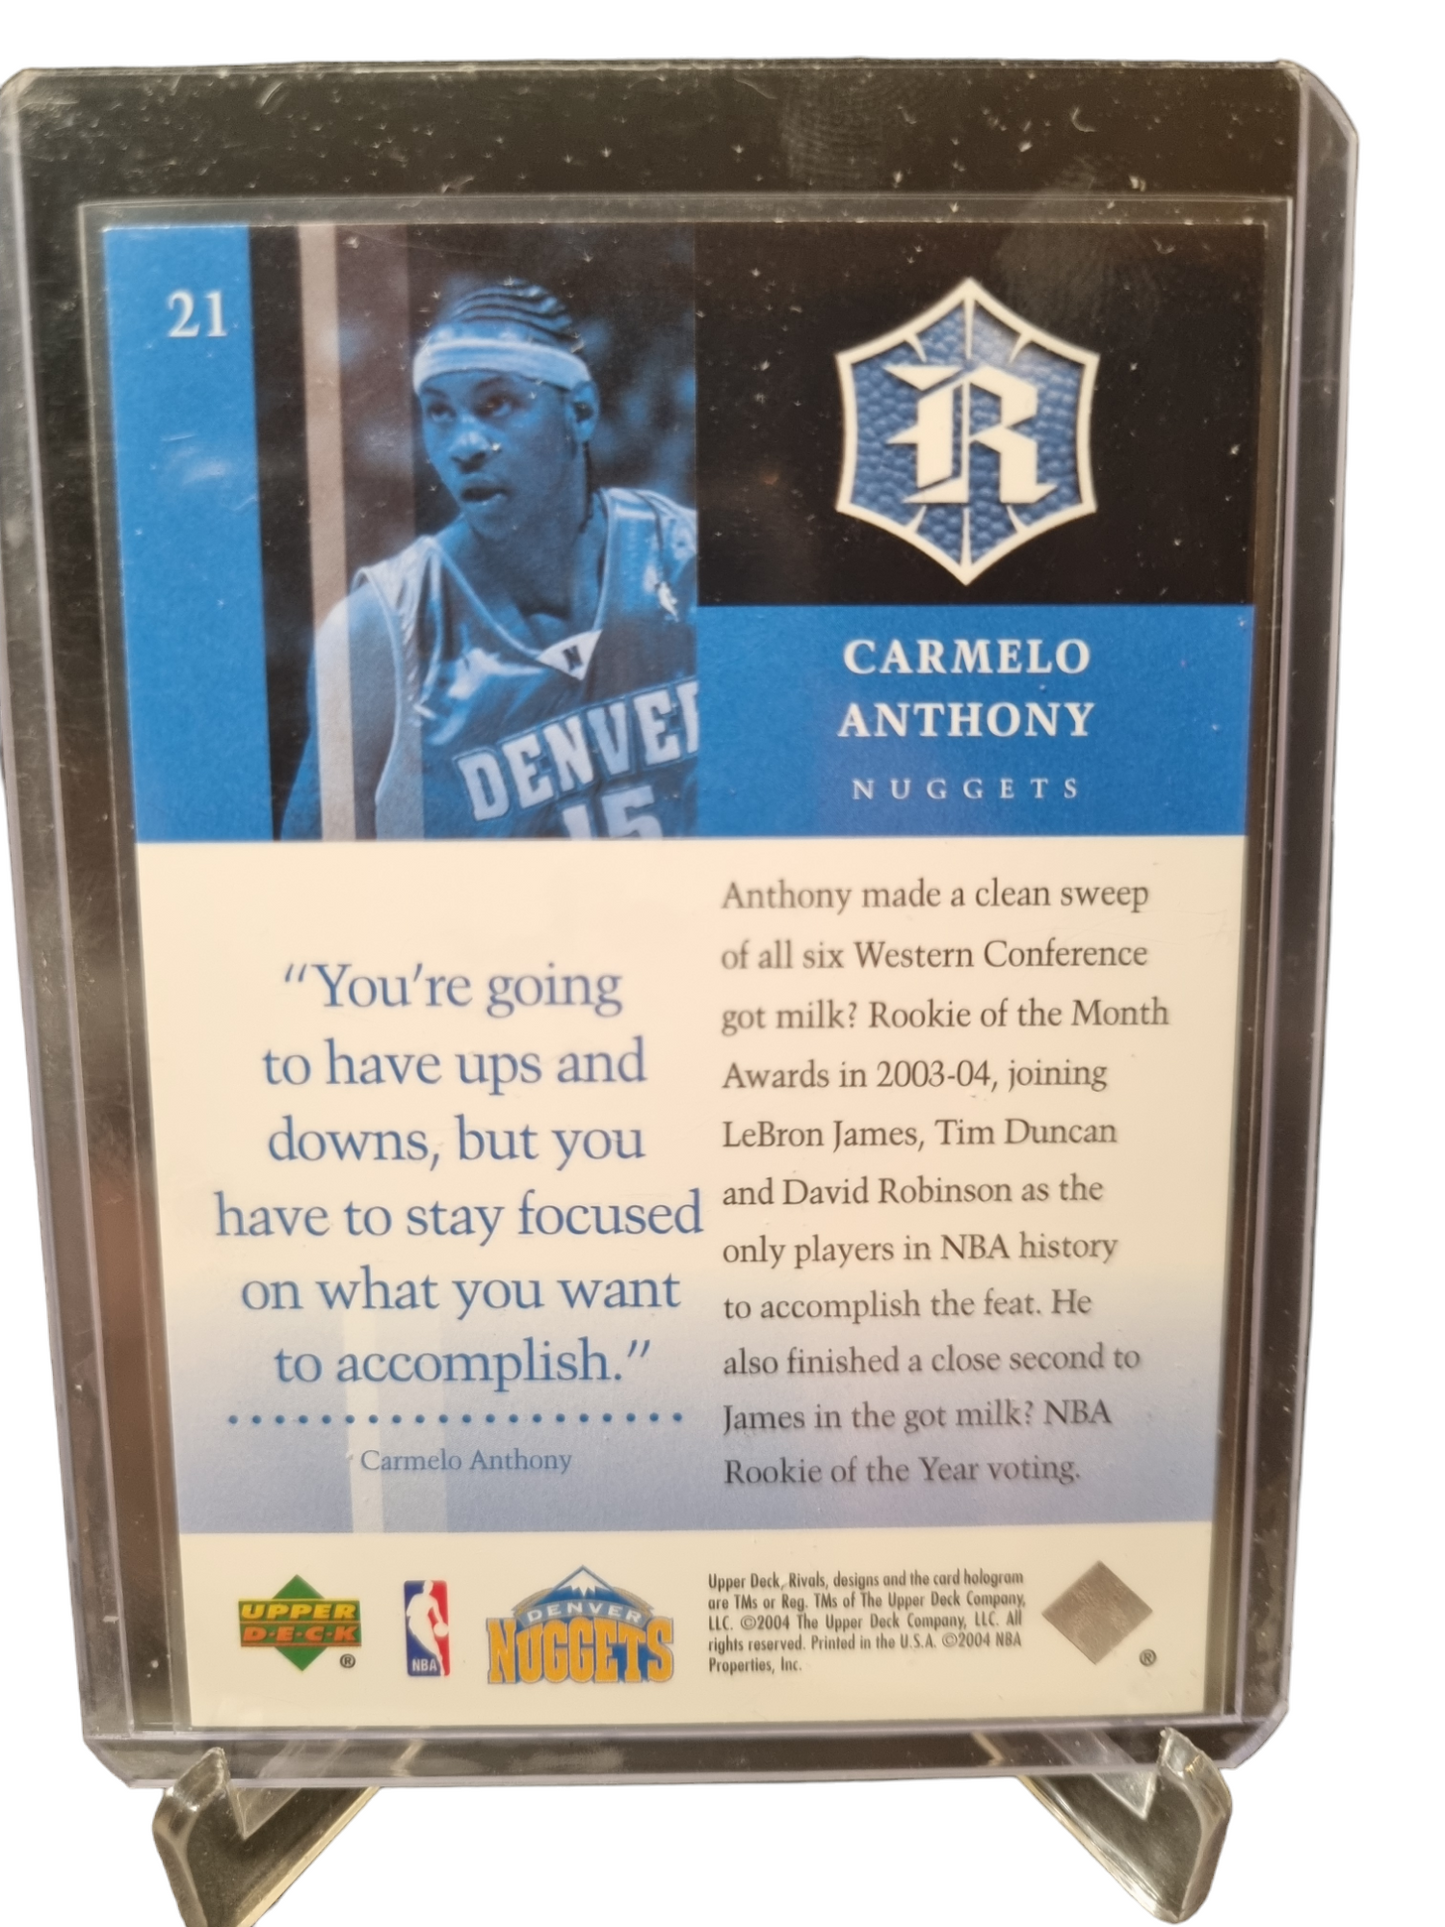 21
R
CARMELO
ANTHONY
NUGGETS
DENVER
15
"You're going
to have ups and
downs, but you
have to stay focused
on what you want
to accomplish."
Carmelo Anthony
Anthony made a clean sweep
of all six Western Conference
got milk? Rookie of the Month
Awards in 2003-04, joining
LeBron James, Tim Duncan
and David Robinson as the
only players in NBA history
to accomplish the feat. He
also finished a close second to
James in the got milk? NBA
Rookie of the Year voting.
UPPER
D·E·C·K
®
NBA
DENVER
NUGGETS
Upper Deck, Rivals, designs and the card hologram
are TMs or Reg. TMs of The Upper Deck Company,
LLC. ©2004 The Upper Deck Company, LLC. All
rights reserved. Printed in the U.S.A. ©2004 NBA
Properties, Inc.
®